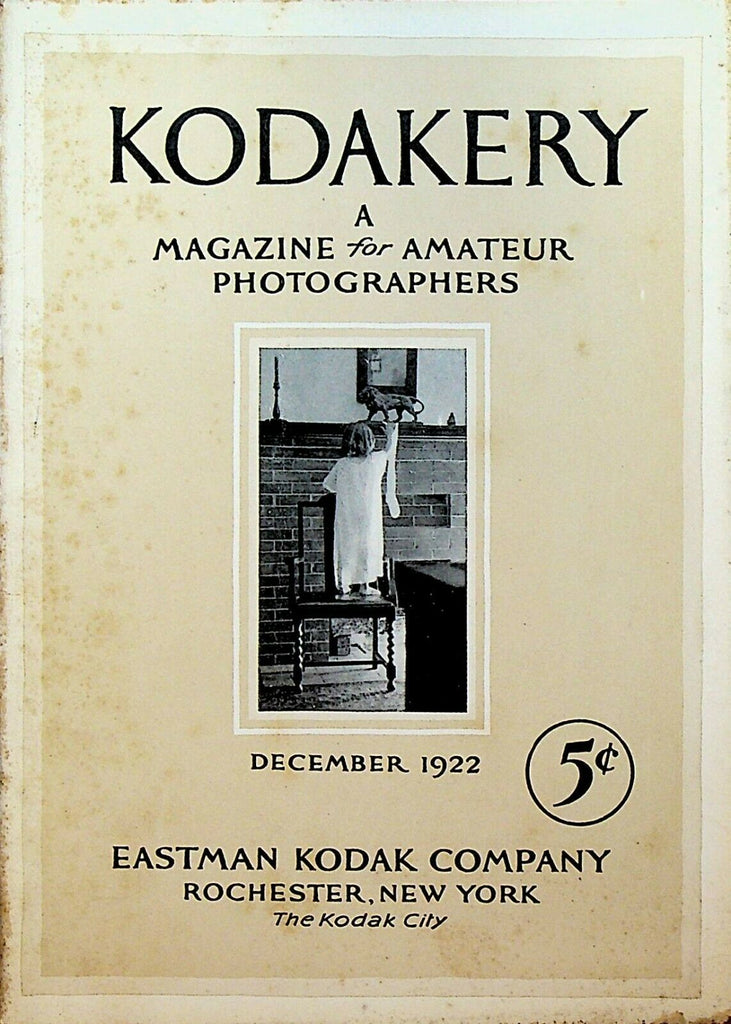 KODAKERY
A
MAGAZINE for AMATEUR
PHOTOGRAPHERS
DECEMBER 1922
5¢
EASTMAN KODAK COMPANY
ROCHESTER, NEW YORK
The Kodak City